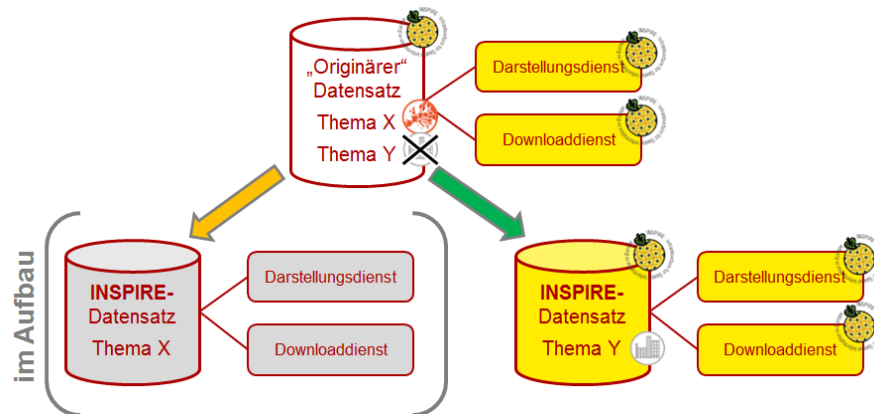 „Originärer“
Datensatz
Thema X
Thema Y
Darstellungsdienst
Downloaddienst
im Aufbau
INSPIRE-
Datensatz
Thema X
Darstellungsdienst
Downloaddienst
INSPIRE-
Datensatz
Thema Y
Darstellungsdienst
Downloaddienst